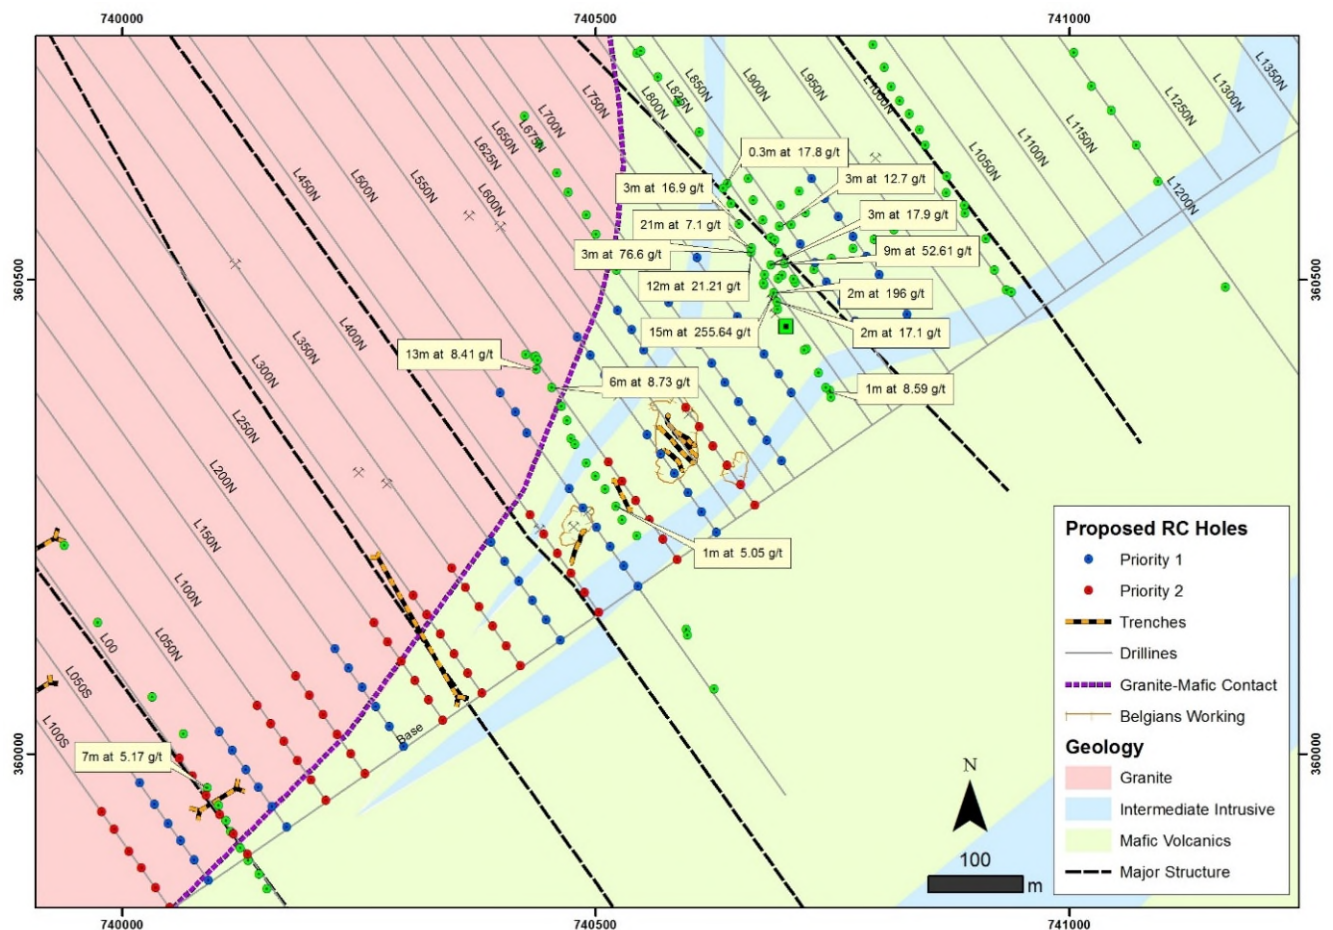 740000
740500
741000
360500
360000
L750N
L700N
L675N
L650N
L625N
L600N
L550N
L500N
L450N
L400N
L350N
L300N
L250N
L200N
L150N
L100N
L050N
L00
L050S
L100S
L800N
L825N
L850N
L900N
L950N
L1000N
L1050N
L1100N
L1150N
L1200N
L1250N
L1300N
L1350N
0.3m at 17.8 g/t
3m at 16.9 g/t
3m at 12.7 g/t
21m at 7.1 g/t
3m at 17.9 g/t
3m at 76.6 g/t
9m at 52.61 g/t
12m at 21.21 g/t
2m at 196 g/t
15m at 255.64 g/t
2m at 17.1 g/t
13m at 8.41 g/t
6m at 8.73 g/t
1m at 8.59 g/t
1m at 5.05 g/t
7m at 5.17 g/t
Base
360500
360000
N
100
m
Proposed RC Holes
Priority 1
Priority 2
Trenches
Drillines
Granite-Mafic Contact
Belgians Working
Geology
Granite
Intermediate Intrusive
Mafic Volcanics
Major Structure
740000
740500
741000